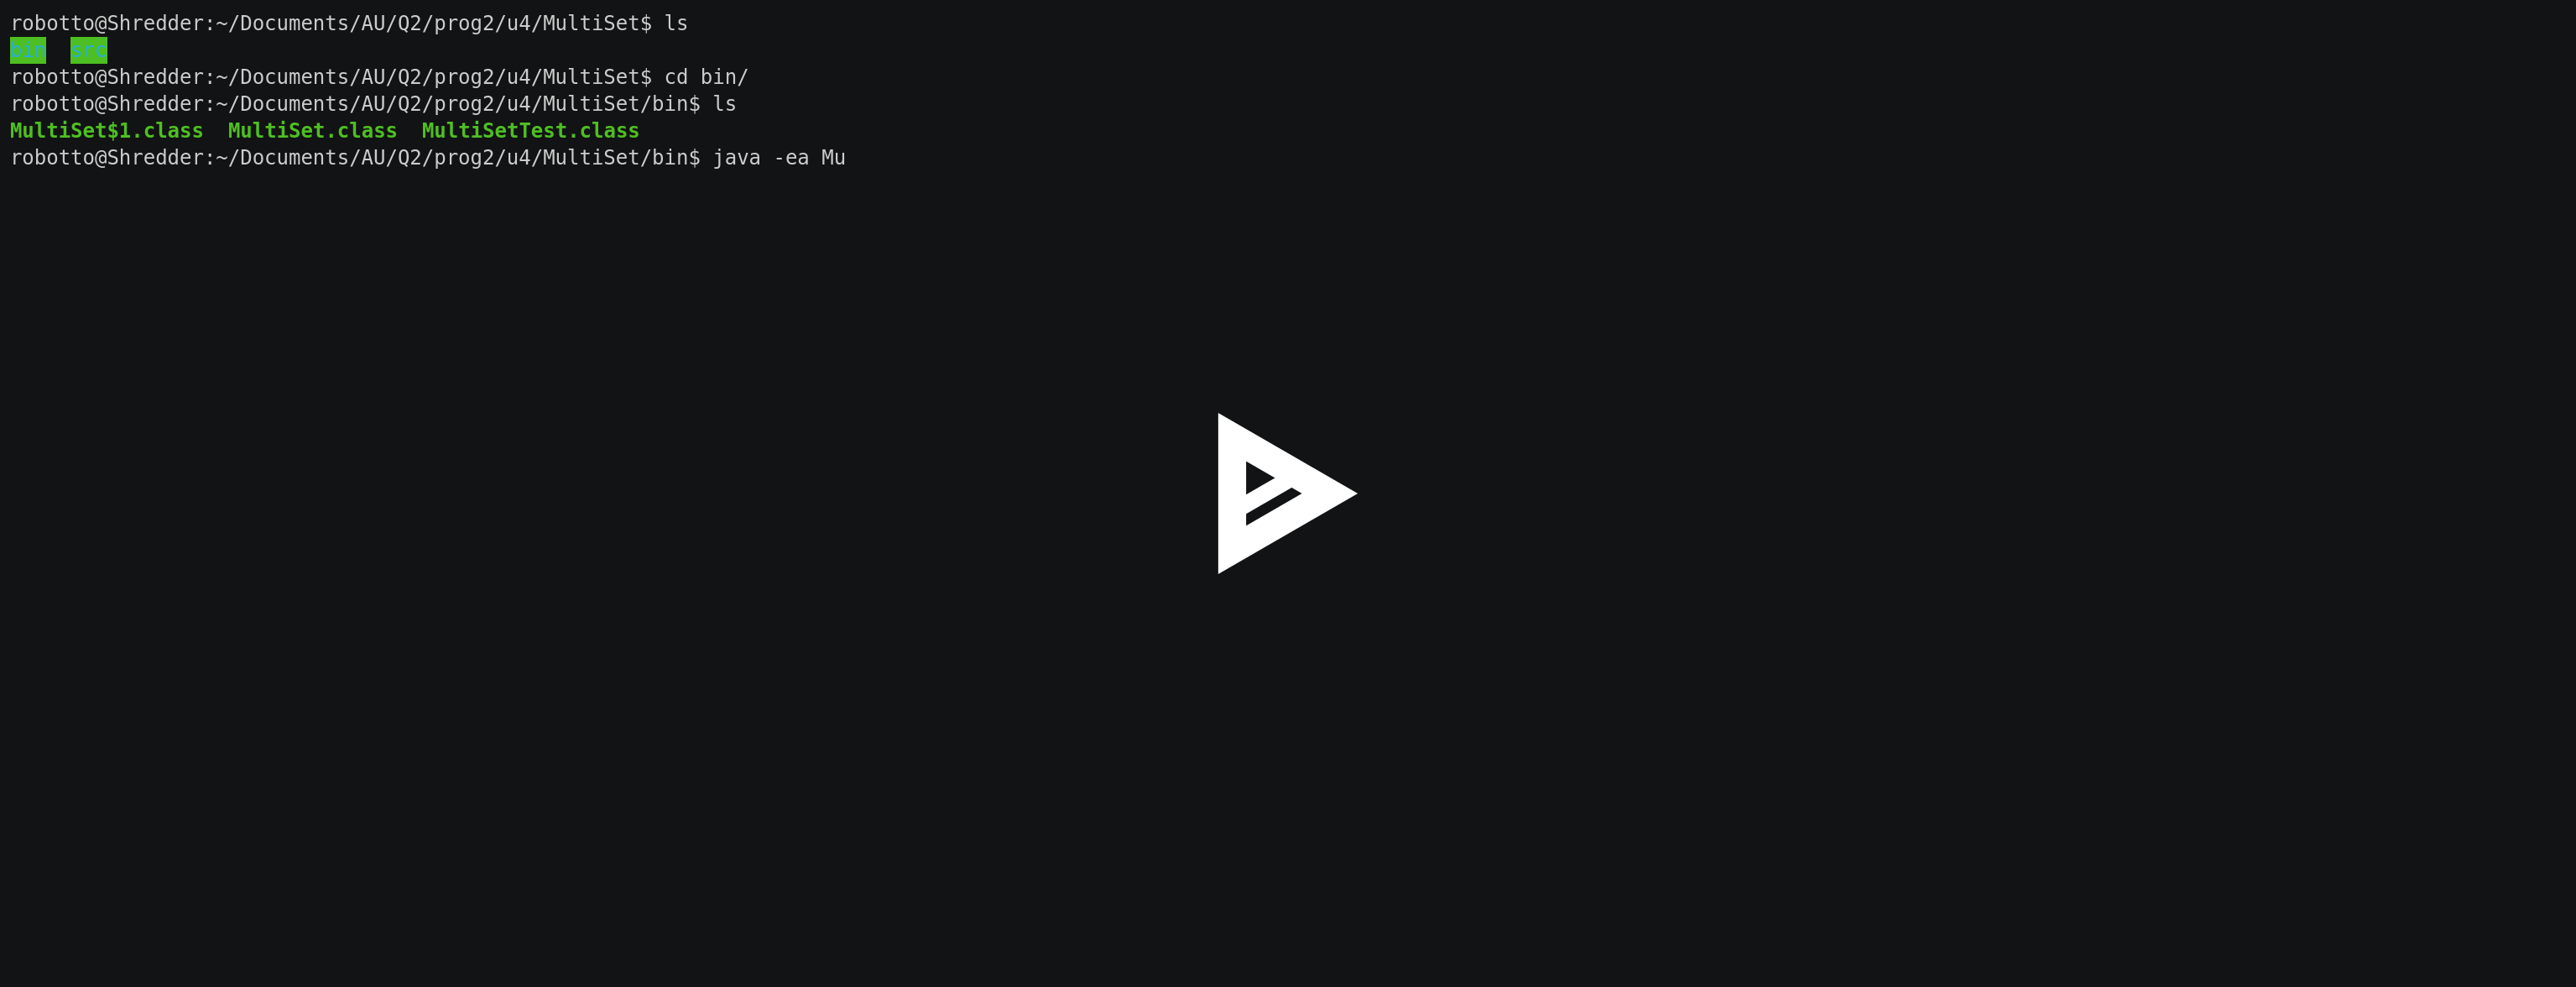 robotto@Shredder:~/Documents/AU/Q2/prog2/u4/MultiSet$ ls
bin  src
robotto@Shredder:~/Documents/AU/Q2/prog2/u4/MultiSet$ cd bin/
robotto@Shredder:~/Documents/AU/Q2/prog2/u4/MultiSet/bin$ ls
MultiSet$1.class  MultiSet.class  MultiSetTest.class
robotto@Shredder:~/Documents/AU/Q2/prog2/u4/MultiSet/bin$ java -ea Mu